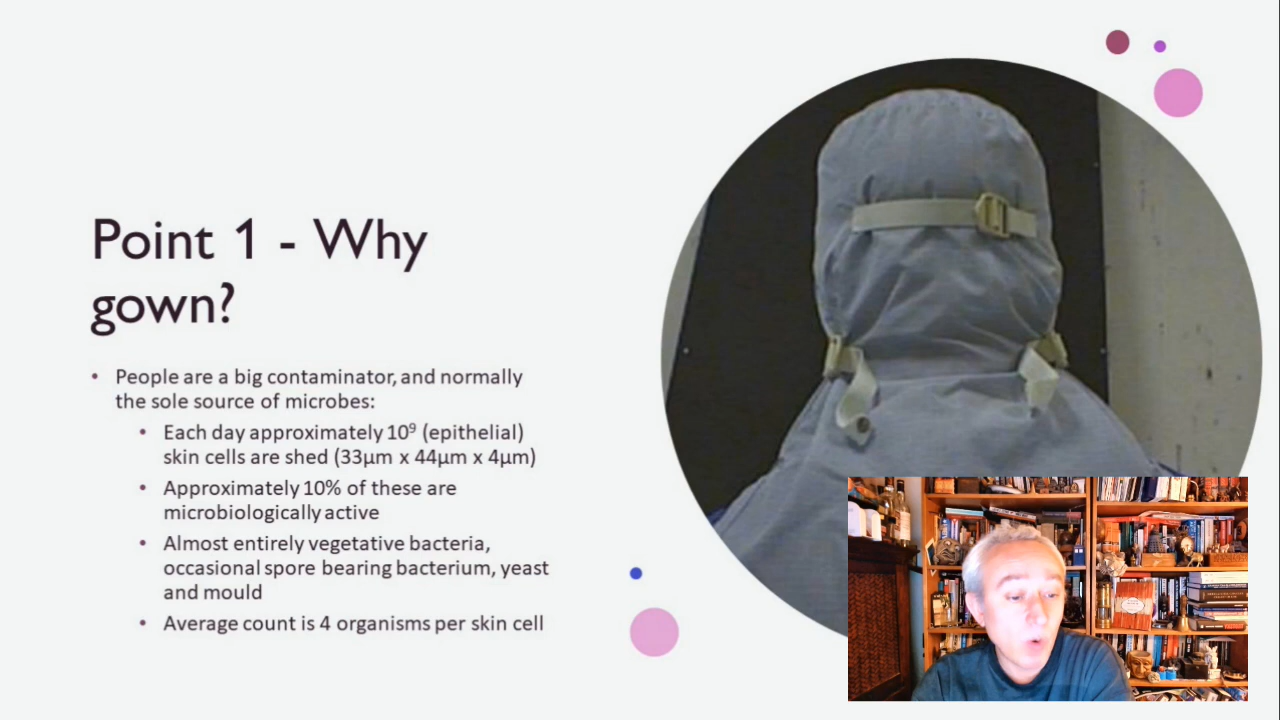 Point 1 - Why
gown?
• People are a big contaminator, and normally
the sole source of microbes:
• Each day approximately 10⁹ (epithelial)
skin cells are shed (33µm x 44µm x 4µm)
• Approximately 10% of these are
microbiologically active
• Almost entirely vegetative bacteria,
occasional spore bearing bacterium, yeast
and mould
• Average count is 4 organisms per skin cell